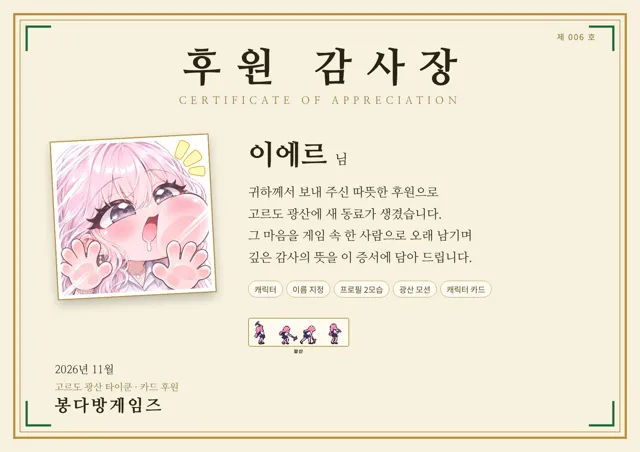 제 006 호
후원 감사장
CERTIFICATE OF APPRECIATION
이에르 님
귀하께서 보내 주신 따뜻한 후원으로
고르도 광산에 새 동료가 생겼습니다.
그 마음을 게임 속 한 사람으로 오래 남기며
깊은 감사의 뜻을 이 증서에 담아 드립니다.
캐릭터 이름 지정 프로필 2모습 광산 모션 캐릭터 카드
광산
2026년 11월
고르도 광산 타이쿤 · 카드 후원
봉다방게임즈